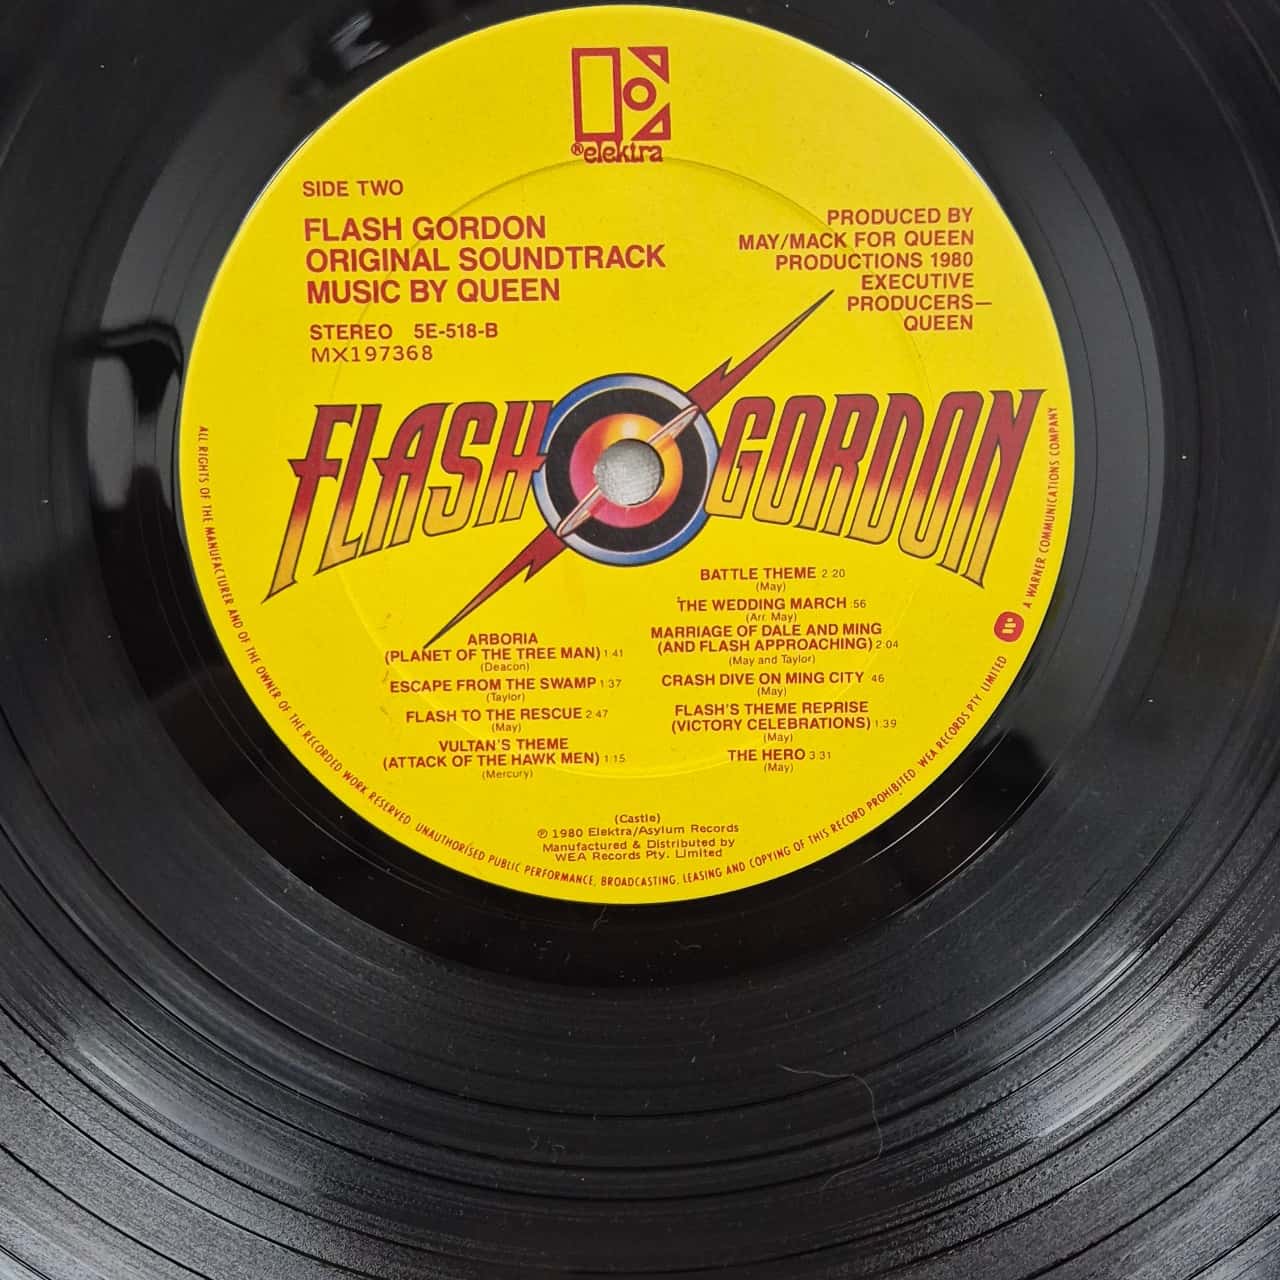 ®elektra
SIDE TWO
FLASH GORDON
ORIGINAL SOUNDTRACK
MUSIC BY QUEEN
STEREO 5E-518-B
MX197368
PRODUCED BY
MAY/MACK FOR QUEEN
PRODUCTIONS 1980
EXECUTIVE
PRODUCERS—
QUEEN
FLASH GORDON
ARBORIA
(PLANET OF THE TREE MAN) 1:41
(Deacon)
ESCAPE FROM THE SWAMP 1:37
(Taylor)
FLASH TO THE RESCUE 2:47
(May)
VULTAN'S THEME
(ATTACK OF THE HAWK MEN) 1:15
(Mercury)
BATTLE THEME 2:20
(May)
THE WEDDING MARCH :56
(Arr. May)
MARRIAGE OF DALE AND MING
(AND FLASH APPROACHING) 2:04
(May and Taylor)
CRASH DIVE ON MING CITY :46
(May)
FLASH'S THEME REPRISE
(VICTORY CELEBRATIONS) 1:39
(May)
THE HERO 3:31
(May)
(Castle)
℗ 1980 Elektra/Asylum Records
Manufactured & Distributed by
WEA Records Pty. Limited
ALL RIGHTS OF THE MANUFACTURER AND OF THE OWNER OF THE RECORDED WORK RESERVED. UNAUTHORISED PUBLIC PERFORMANCE, BROADCASTING, LEASING AND COPYING OF THIS RECORD PROHIBITED. WEA RECORDS PTY. LIMITED
A WARNER COMMUNICATIONS COMPANY